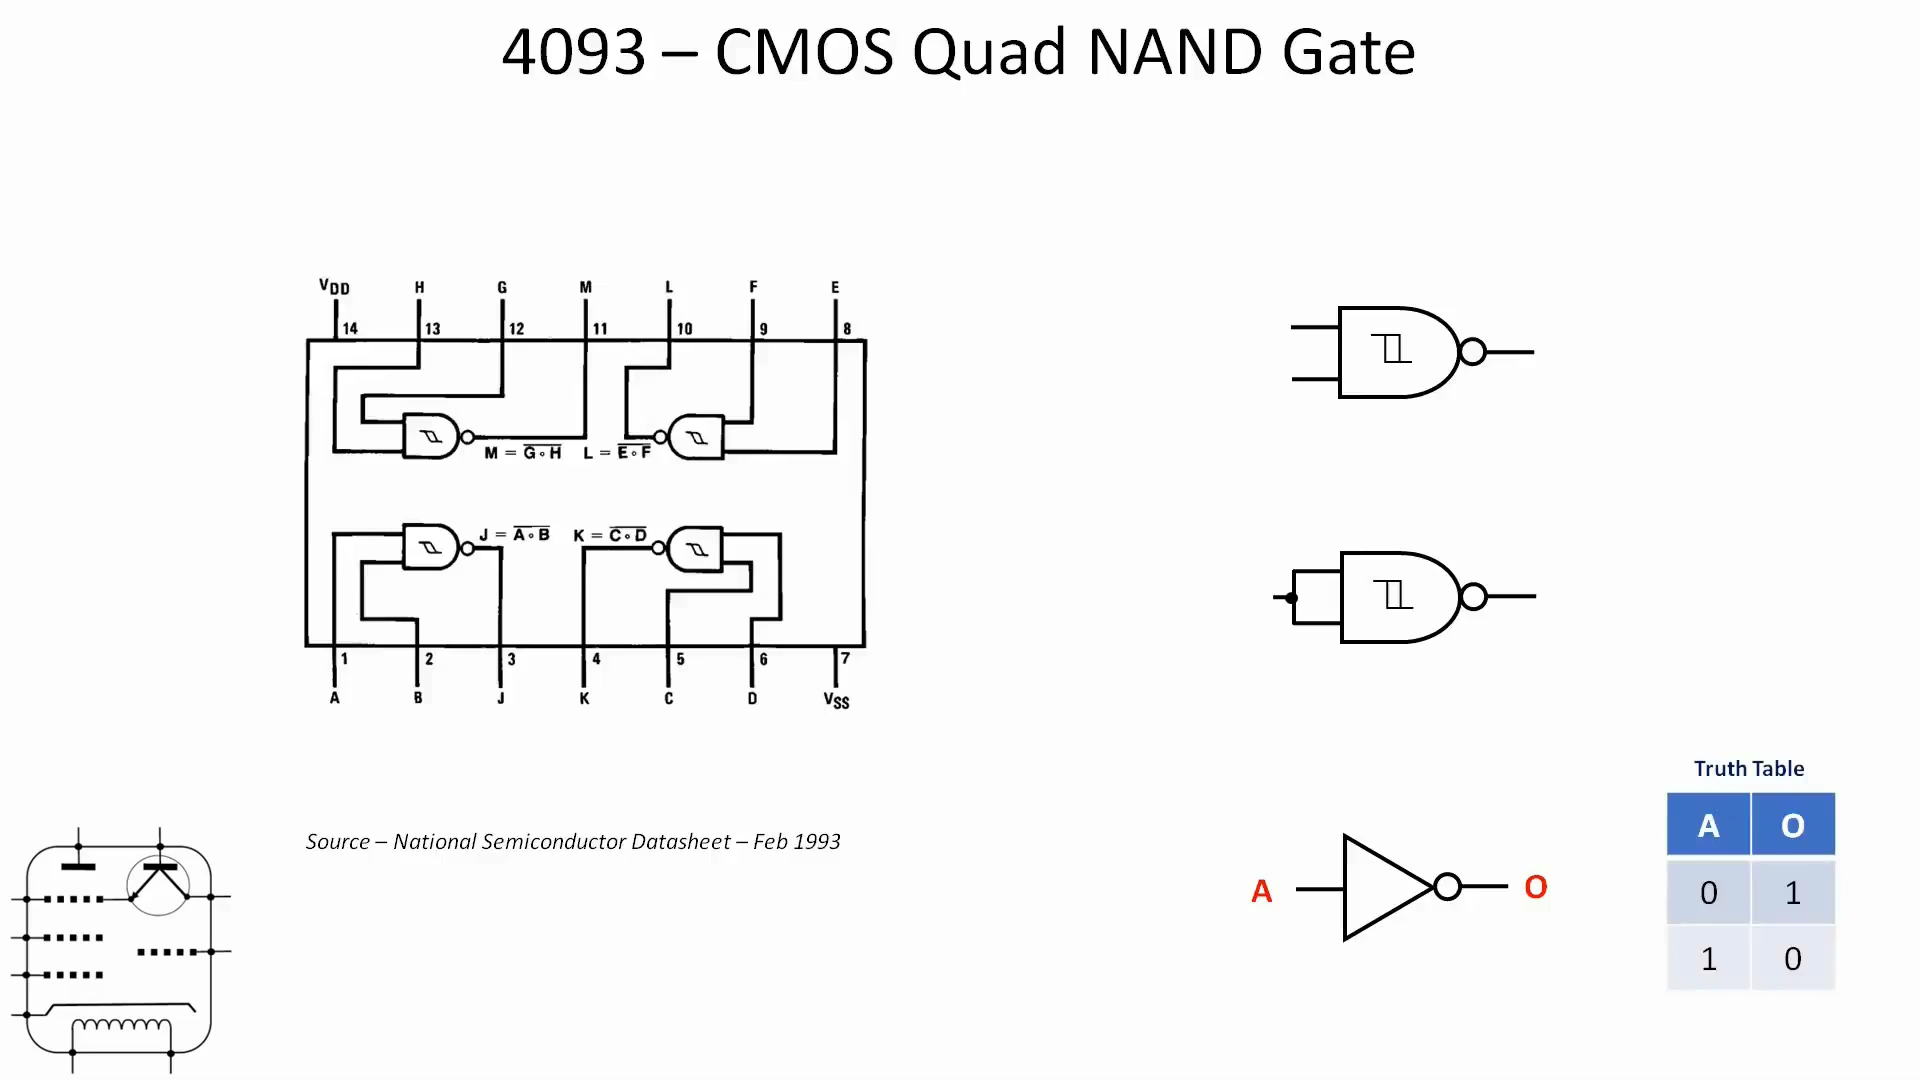 4093 – CMOS Quad NAND Gate
VDD H G M L F E
14 13 12 11 10 9 8
M = G∘H L = E∘F
J = A∘B K = C∘D
1 2 3 4 5 6 7
A B J K C D VSS
Source – National Semiconductor Datasheet – Feb 1993
A O
Truth Table
A O
0 1
1 0